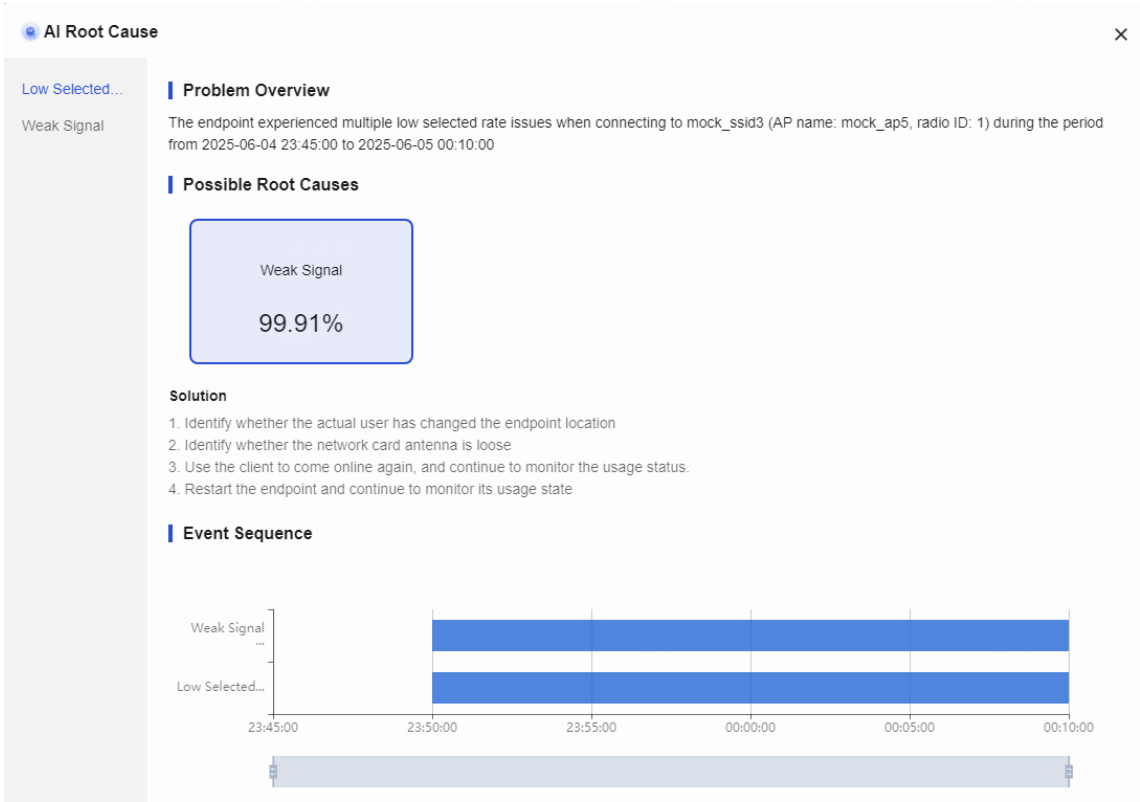 AI Root Cause
Low Selected...
Weak Signal
Problem Overview
The endpoint experienced multiple low selected rate issues when connecting to mock_ssid3 (AP name: mock_ap5, radio ID: 1) during the period
from 2025-06-04 23:45:00 to 2025-06-05 00:10:00
Possible Root Causes
Weak Signal
99.91%
Solution
1. Identify whether the actual user has changed the endpoint location
2. Identify whether the network card antenna is loose
3. Use the client to come online again, and continue to monitor the usage status.
4. Restart the endpoint and continue to monitor its usage state
Event Sequence
Weak Signal
...
Low Selected...
23:45:00 23:50:00 23:55:00 00:00:00 00:05:00 00:10:00